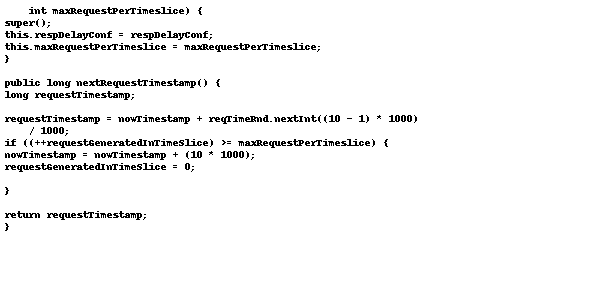 int maxRequestPerTimeslice) {
super();
this.respDelayConf = respDelayConf;
this.maxRequestPerTimeslice = maxRequestPerTimeslice;
}
public long nextRequestTimestamp() {
long requestTimestamp;
requestTimestamp = nowTimestamp + reqTimeRnd.nextInt((10 - 1) * 1000)
/ 1000;
if ((++requestGeneratedInTimeSlice) >= maxRequestPerTimeslice) {
nowTimestamp = nowTimestamp + (10 * 1000);
requestGeneratedInTimeSlice = 0;
}
return requestTimestamp;
}